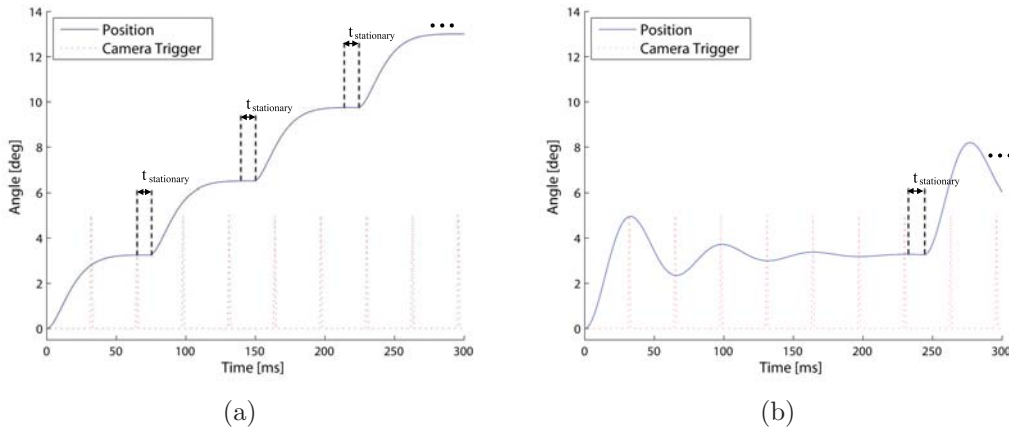 14
12
10
8
6
4
2
0
Angle [deg]
Position
Camera Trigger
t stationary
t stationary
t stationary
•••
0 50 100 150 200 250 300
Time [ms]
(a)
14
12
10
8
6
4
2
0
Angle [deg]
Position
Camera Trigger
t stationary
•••
0 50 100 150 200 250 300
Time [ms]
(b)